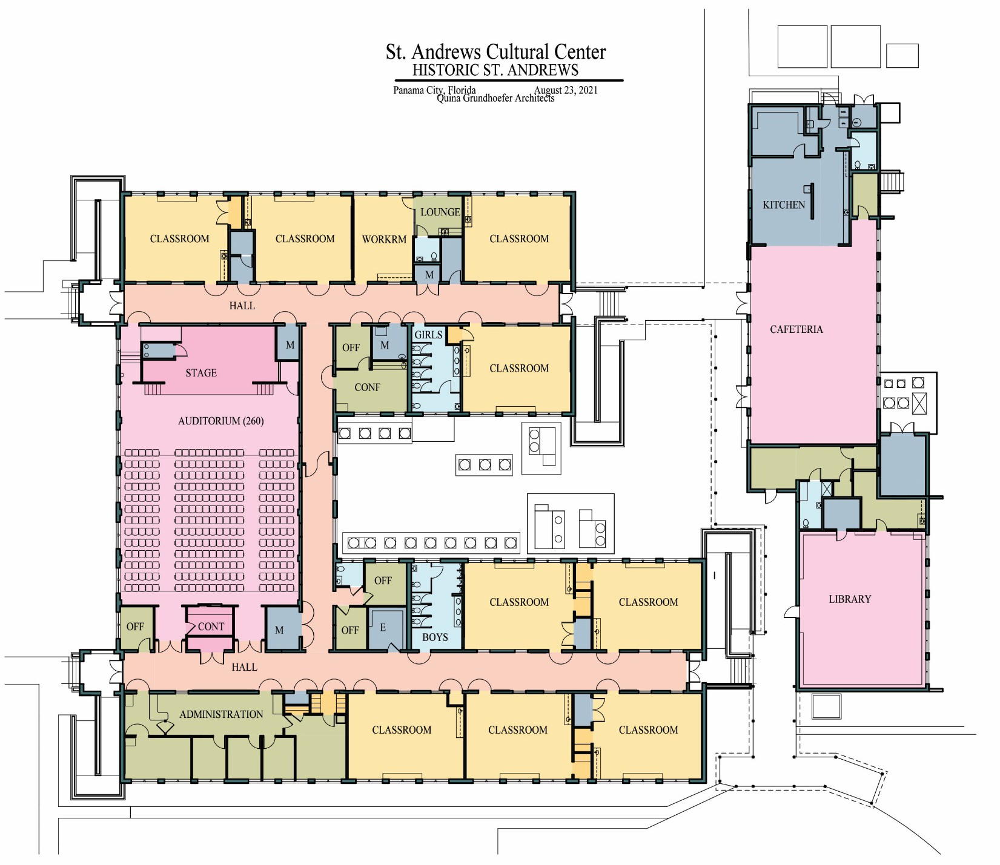 St. Andrews Cultural Center
HISTORIC ST. ANDREWS
Panama City, Florida August 23, 2021
Quina Grundhoefer Architects
KITCHEN
LOUNGE
CLASSROOM
CLASSROOM
WORKRM
CLASSROOM
M
HALL
CAFETERIA
GIRLS
M
OFF
M
STAGE
CLASSROOM
CONF
AUDITORIUM (260)
OFF
CLASSROOM
CLASSROOM
LIBRARY
OFF
CONT
M
OFF
E
BOYS
HALL
ADMINISTRATION
CLASSROOM
CLASSROOM
CLASSROOM